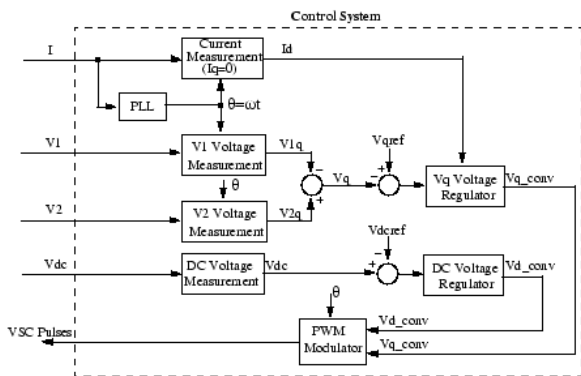 Control System
I
Current
Measurement
(Iq=0)
Id
PLL
θ=ωt
V1
V1 Voltage
Measurement
V1q
Vqref
θ
Vq
Vq Voltage
Regulator
Vq_conv
V2
V2 Voltage
Measurement
V2q
-
+
-
+
Vdcref
Vdc
DC Voltage
Measurement
Vdc
-
+
DC Voltage
Regulator
Vd_conv
θ
VSC Pulses
PWM
Modulator
Vd_conv
Vq_conv